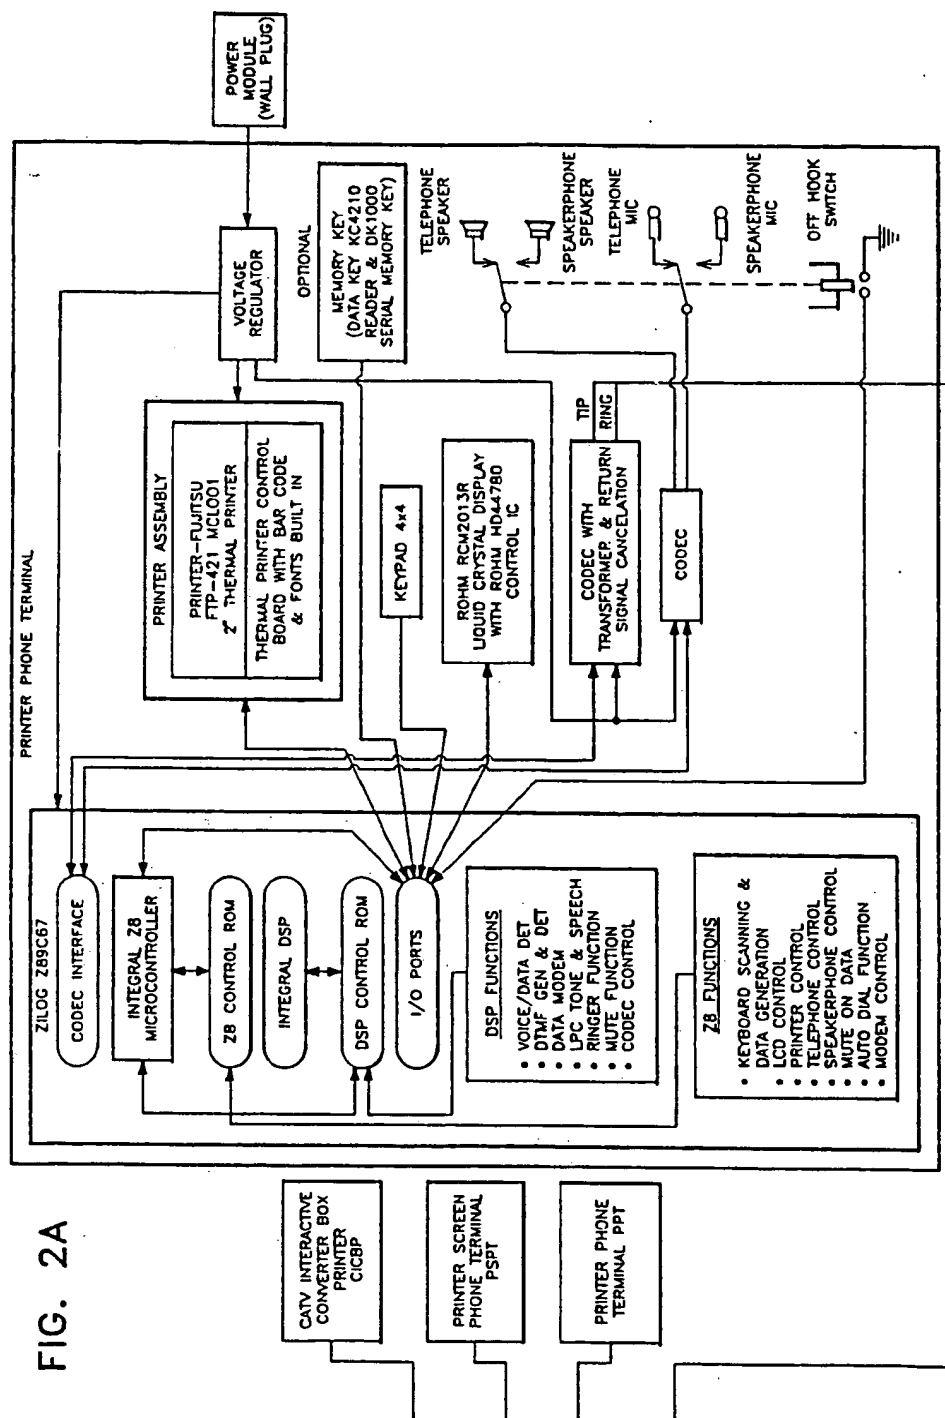 FIG. 2A
PRINTER PHONE TERMINAL
POWER
MODULE
(WALL PLUG)
VOLTAGE
REGULATOR
OPTIONAL
MEMORY KEY
(DATA KEY KC4210
READER & DK1000
SERIAL MEMORY KEY)
PRINTER ASSEMBLY
PRINTER-FUJITSU
FTP-421 MCL001
2" THERMAL PRINTER
THERMAL PRINTER CONTROL
BOARD WITH BAR CODE
& FONTS BUILT IN
KEYPAD 4x4
ROHM RCM2013R
LIQUID CRYSTAL DISPLAY
WITH ROHM HD44780
CONTROL IC
CODEC WITH
TRANSFORMER & RETURN
SIGNAL CANCELATION
TIP
RING
CODEC
TELEPHONE
SPEAKER
SPEAKERPHONE
SPEAKER
TELEPHONE
MIC
SPEAKERPHONE
MIC
OFF HOOK
SWITCH
ZILOG Z89C67
CODEC INTERFACE
INTEGRAL Z8
MICROCONTROLLER
Z8 CONTROL ROM
INTEGRAL DSP
DSP CONTROL ROM
I/O PORTS
DSP FUNCTIONS
• VOICE/DATA DET
• DTMF GEN & DET
• DATA MODEM
• LPC TONE & SPEECH
• RINGER FUNCTION
• MUTE FUNCTION
• CODEC CONTROL
Z8 FUNCTIONS
• KEYBOARD SCANNING &
• DATA GENERATION
• LCD CONTROL
• PRINTER CONTROL
• TELEPHONE CONTROL
• SPEAKERPHONE CONTROL
• MUTE ON DATA
• AUTO DIAL FUNCTION
• MODEM CONTROL
CATV INTERACTIVE
CONVERTER BOX
PRINTER
CICBP
PRINTER SCREEN
PHONE TERMINAL
PSPT
PRINTER PHONE
TERMINAL PPT